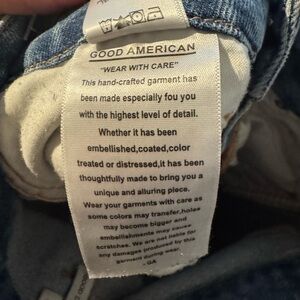 GOOD AMERICAN
"WEAR WITH CARE"
This hand-crafted garment has
been made especially fou you
with the highest level of detail.
Whether it has been
embellished,coated,color
treated or distressed,it has been
thoughtfully made to bring you a
unique and alluring piece.
Wear your garments with care as
some colors may transfer,holes
may become bigger and
embellishments may cause
scratches. We are not liable for
any damages produced by this
garment during wear.
- GA
GOOD